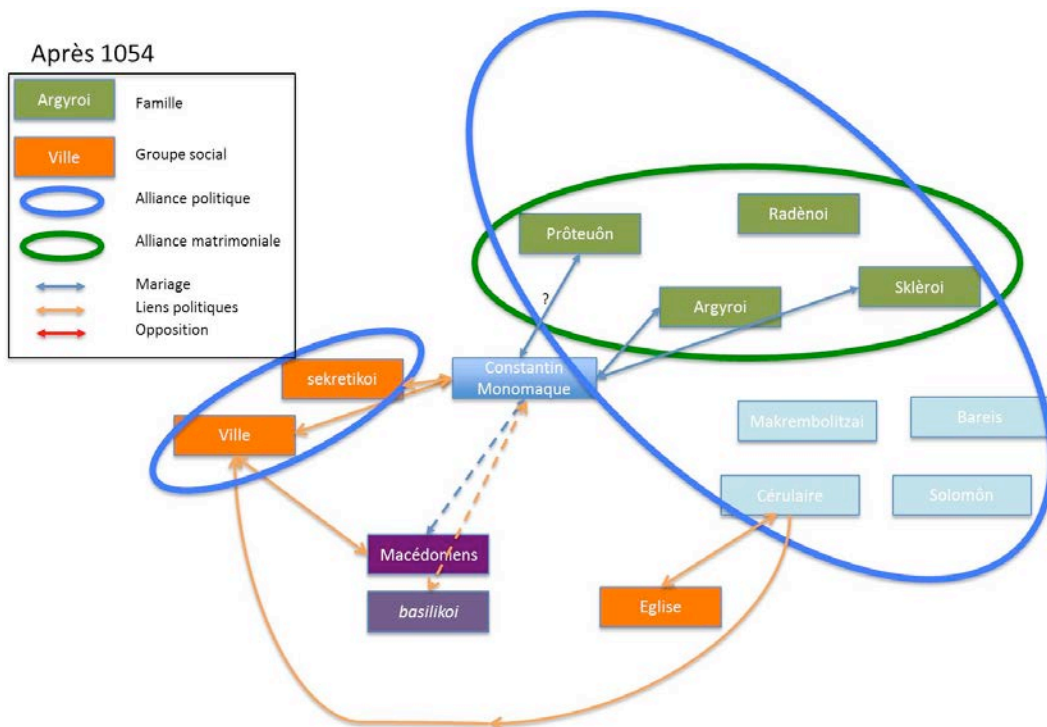 Après 1054
Argyroi
Famille
Ville
Groupe social
Alliance politique
Alliance matrimoniale
Mariage
Liens politiques
Opposition
Radènoi
Prôteuôn
Sklèroi
?
Argyroi
Constantin
Monomaque
sekretikoi
Ville
Makrembolitzai
Bareis
Cérulaire
Solomôn
Macédoniens
basilikoi
Eglise